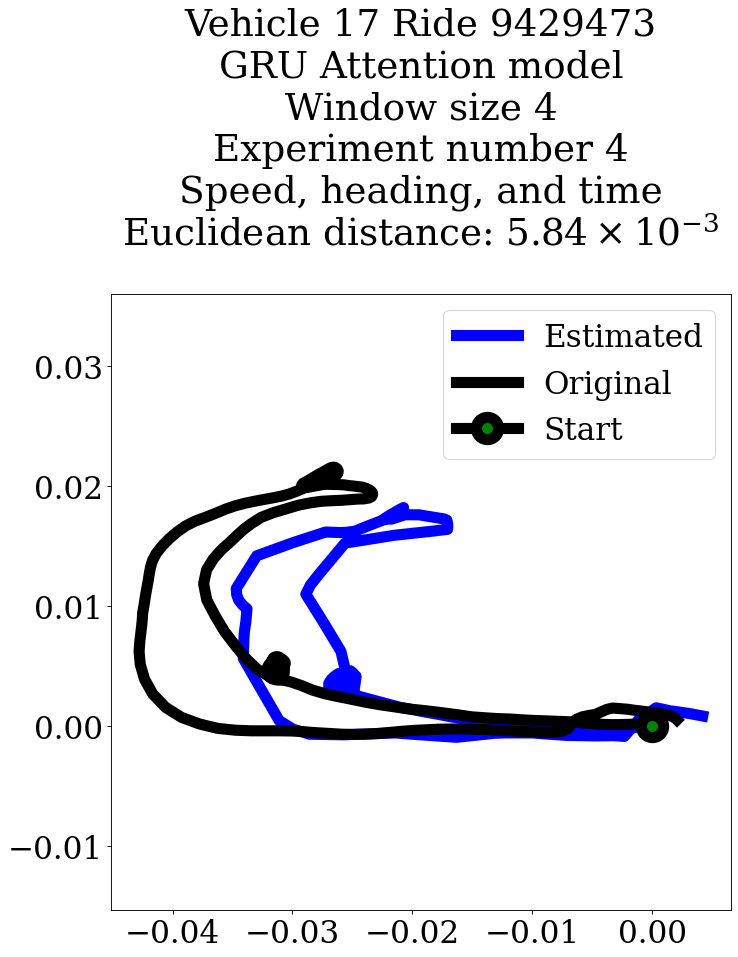 Vehicle 17 Ride 9429473
GRU Attention model
Window size 4
Experiment number 4
Speed, heading, and time
Euclidean distance: 5.84 × 10⁻³
Estimated
Original
Start
0.03
0.02
0.01
0.00
−0.01
−0.04 −0.03 −0.02 −0.01 0.00